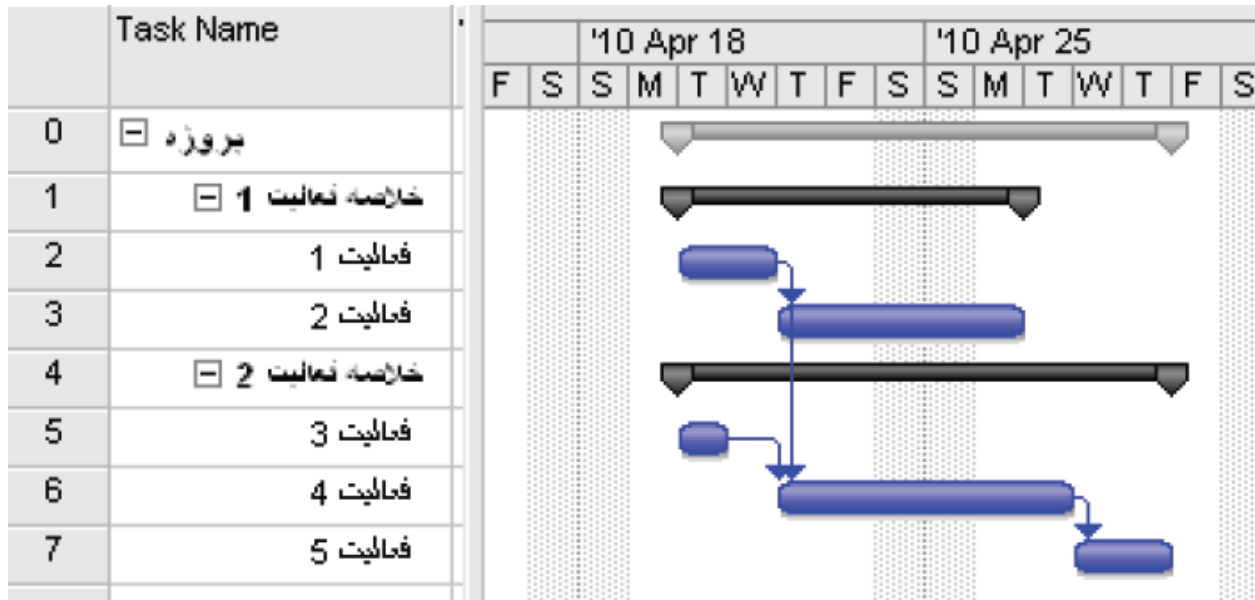 Task Name
'10 Apr 18 '10 Apr 25
F S S M T W T F S S M T W T F S
0 پروژه
1 خلاصه فعالیت 1
2 فعالیت 1
3 فعالیت 2
4 خلاصه فعالیت 2
5 فعالیت 3
6 فعالیت 4
7 فعالیت 5